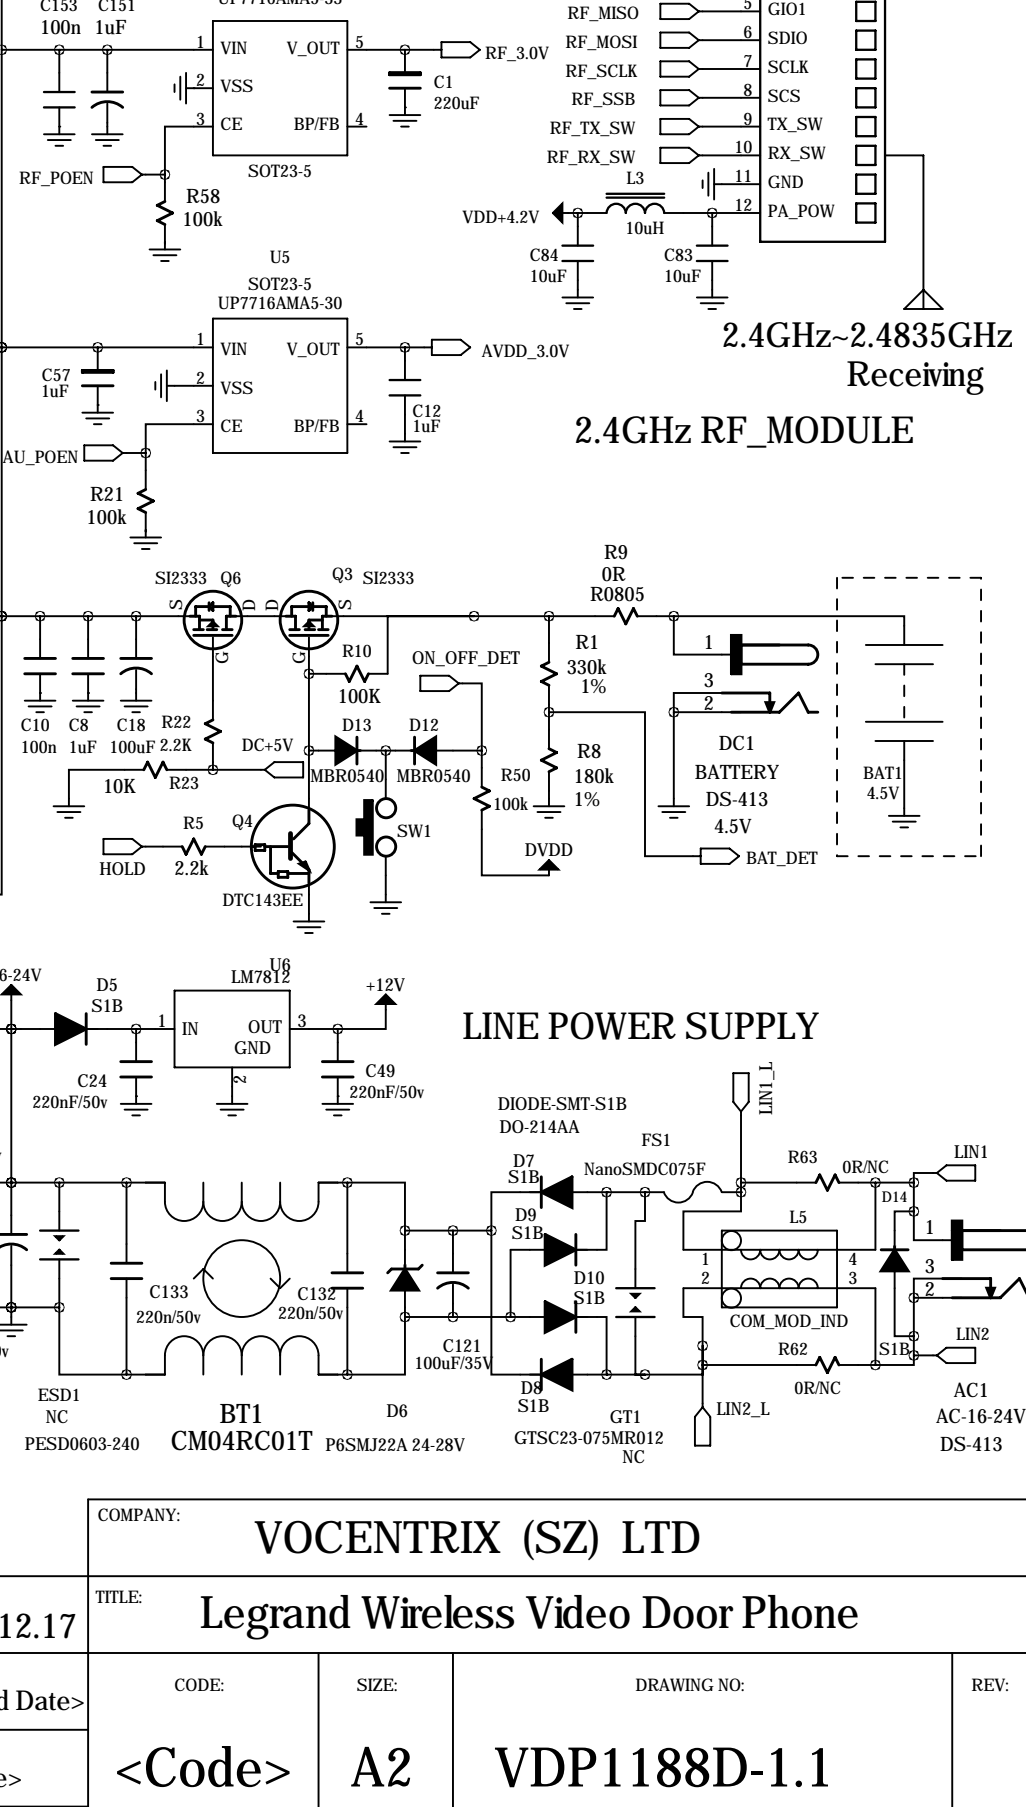 C153 C151
100n 1uF
1 VIN V_OUT 5
2 VSS
3 CE BP/FB 4
SOT23-5
RF_3.0V
C1
220uF
RF_POEN
R58
100k
RF_MISO 5 GIO1
RF_MOSI 6 SDIO
RF_SCLK 7 SCLK
RF_SSB 8 SCS
RF_TX_SW 9 TX_SW
RF_RX_SW 10 RX_SW
L3 11 GND
VDD+4.2V 12 PA_POW
10uH
C84 C83
10uF 10uF
2.4GHz~2.4835GHz
Receiving
2.4GHz RF_MODULE
U5
SOT23-5
UP7716AMA5-30
1 VIN V_OUT 5
2 VSS
3 CE BP/FB 4
AVDD_3.0V
C57
1uF
C12
1uF
AU_POEN
R21
100k
SI2333 Q6 Q3 SI2333
S D D S
G G
R9
0R
R0805
R10
100K
ON_OFF_DET
R1
330k
1%
1
3
2
C10 C8 C18 R22
100n 1uF 100uF 2.2K
DC+5V
D13 D12
MBR0540 MBR0540
10K R23
R50
100k
R8
180k
1%
DC1
BATTERY
DS-413
4.5V
BAT1
4.5V
R5 Q4
SW1
HOLD 2.2k
DTC143EE
DVDD
BAT_DET
6-24V
D5
S1B
U6
LM7812
+12V
1 IN OUT 3
GND
2
C24
220nF/50v
C49
220nF/50v
LINE POWER SUPPLY
DIODE-SMT-S1B
DO-214AA
LIN1_L
FS1
NanoSMDC075F
D7
S1B
D9
S1B
D10
S1B
R63 0R/NC
LIN1
D14
L5
1 4
2 3
COM_MOD_IND
1
3
2
C133
220n/50v
C132
220n/50v
C121
100uF/35V
R62
0R/NC
S1B
LIN2
D8
S1B
ESD1
NC
PESD0603-240
BT1
CM04RC01T
D6
P6SMJ22A 24-28V
GT1
GTSC23-075MR012
NC
LIN2_L
AC1
AC-16-24V
DS-413
COMPANY:
VOCENTRIX (SZ) LTD
TITLE:
Legrand Wireless Video Door Phone
12.17
d Date>
CODE: SIZE: DRAWING NO: REV:
<Code> A2 VDP1188D-1.1